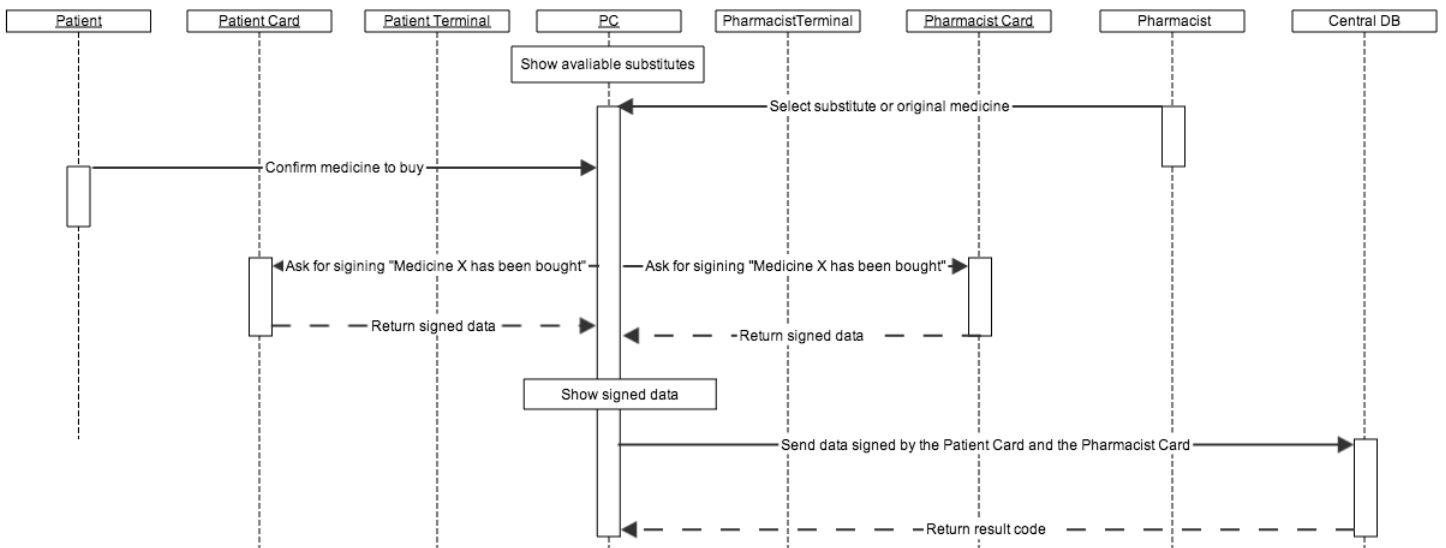 Patient
Patient Card
Patient Terminal
PC
PharmacistTerminal
Pharmacist Card
Pharmacist
Central DB
Show avaliable substitutes
Select substitute or original medicine
Confirm medicine to buy
Ask for sigining "Medicine X has been bought"
Ask for sigining "Medicine X has been bought"
Return signed data
Return signed data
Show signed data
Send data signed by the Patient Card and the Pharmacist Card
Return result code